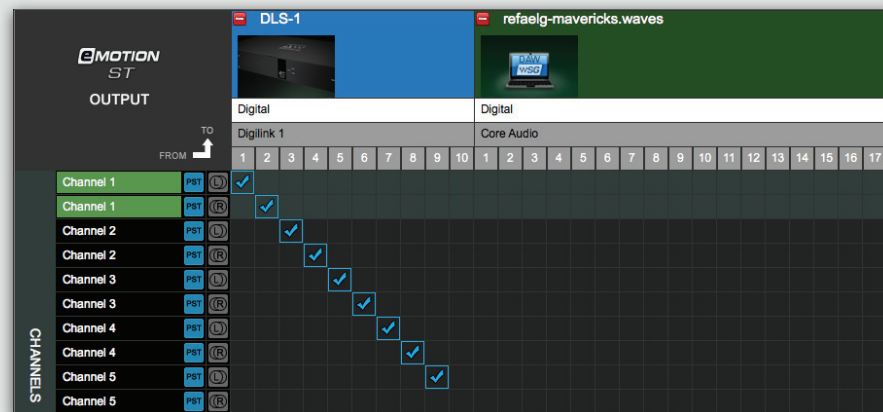 DLS-1
refaelg-mavericks.waves
eMOTION
ST
OUTPUT
DAW
WSG
Digital
Digital
TO
Digilink 1
Core Audio
FROM
1 2 3 4 5 6 7 8 9 10 1 2 3 4 5 6 7 8 9 10 11 12 13 14 15 16 17
Channel 1 PST L
Channel 1 PST R
Channel 2 PST L
Channel 2 PST R
Channel 3 PST L
Channel 3 PST R
Channel 4 PST L
Channel 4 PST R
Channel 5 PST L
Channel 5 PST R
CHANNELS